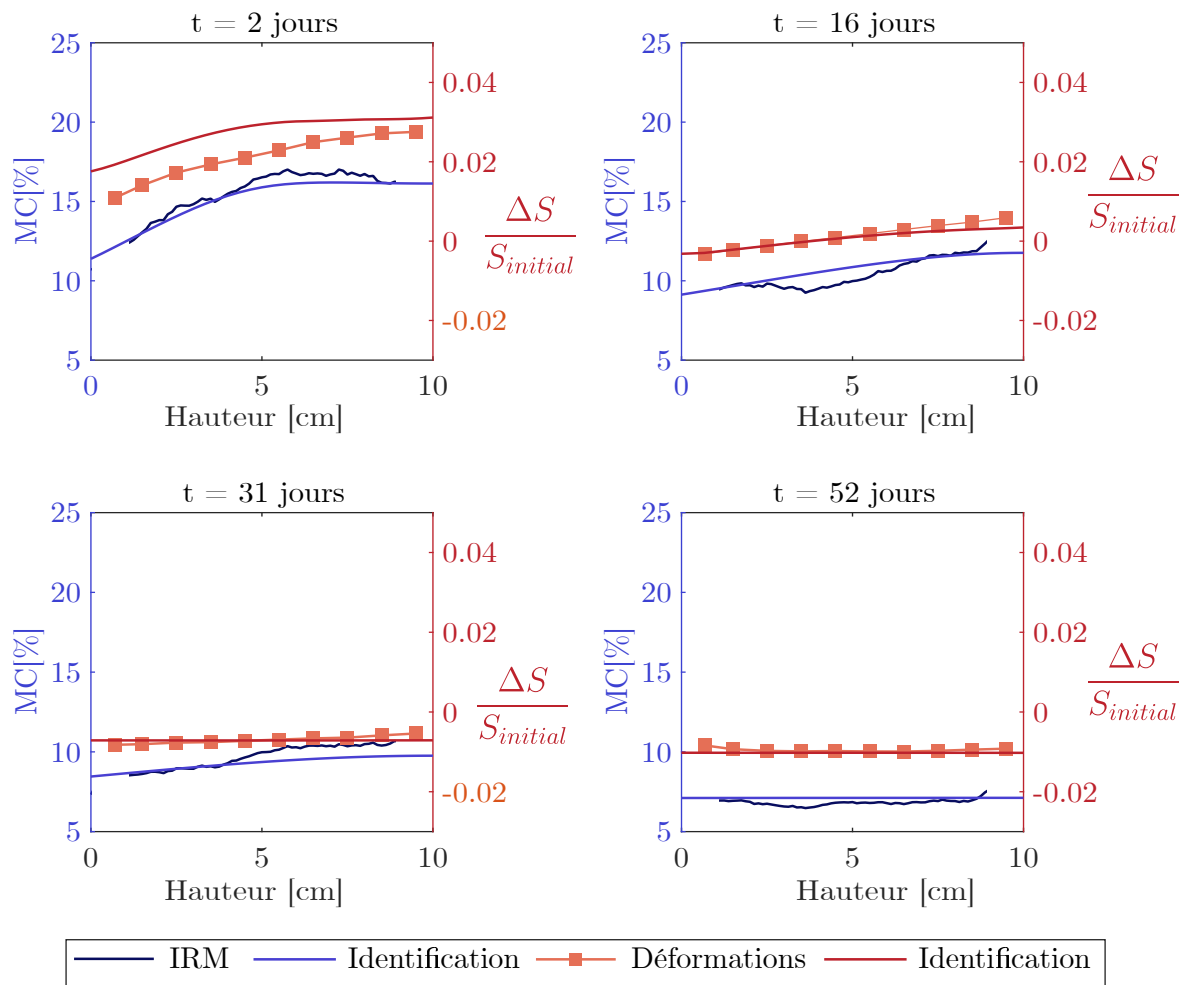 t = 2 jours
25
20
15
10
5
MC[%]
0.04
0.02
0
-0.02
ΔS
S_initial
0
5
10
Hauteur [cm]
t = 16 jours
25
20
15
10
5
MC[%]
0.04
0.02
0
-0.02
ΔS
S_initial
0
5
10
Hauteur [cm]
t = 31 jours
25
20
15
10
5
MC[%]
0.04
0.02
0
-0.02
ΔS
S_initial
0
5
10
Hauteur [cm]
t = 52 jours
25
20
15
10
5
MC[%]
0.04
0.02
0
-0.02
ΔS
S_initial
0
5
10
Hauteur [cm]
IRM Identification Déformations Identification